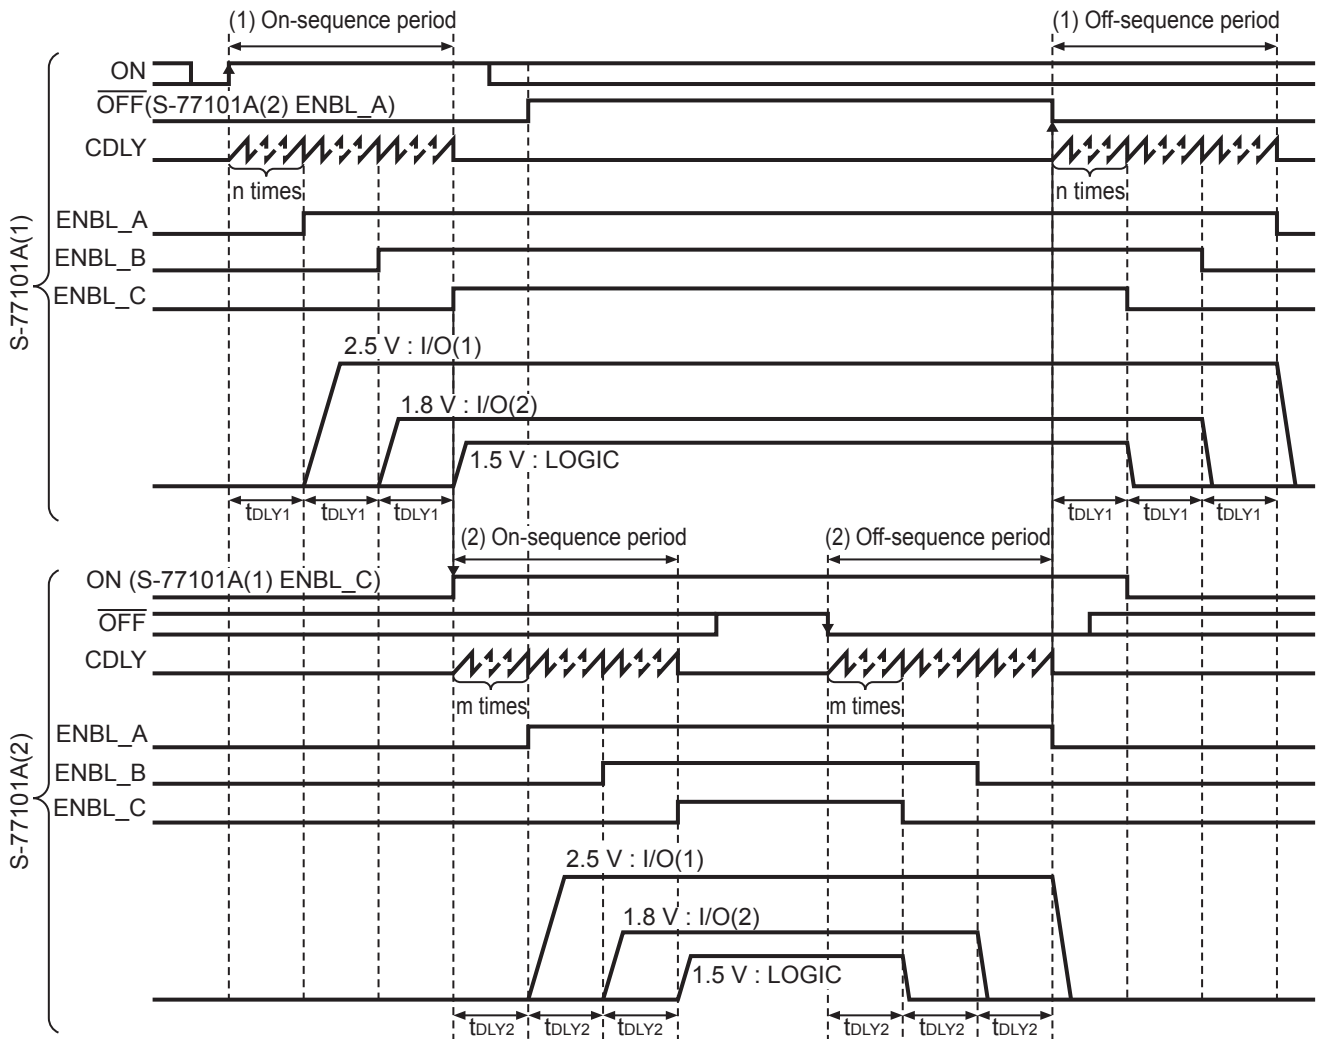 (1) On-sequence period
(1) Off-sequence period
S-77101A(1)
ON
OFF(S-77101A(2) ENBL_A)
CDLY
n times
n times
ENBL_A
ENBL_B
ENBL_C
2.5 V : I/O(1)
1.8 V : I/O(2)
1.5 V : LOGIC
tDLY1
tDLY1
tDLY1
tDLY1
tDLY1
tDLY1
(2) On-sequence period
(2) Off-sequence period
S-77101A(2)
ON (S-77101A(1) ENBL_C)
OFF
CDLY
m times
m times
ENBL_A
ENBL_B
ENBL_C
2.5 V : I/O(1)
1.8 V : I/O(2)
1.5 V : LOGIC
tDLY2
tDLY2
tDLY2
tDLY2
tDLY2
tDLY2